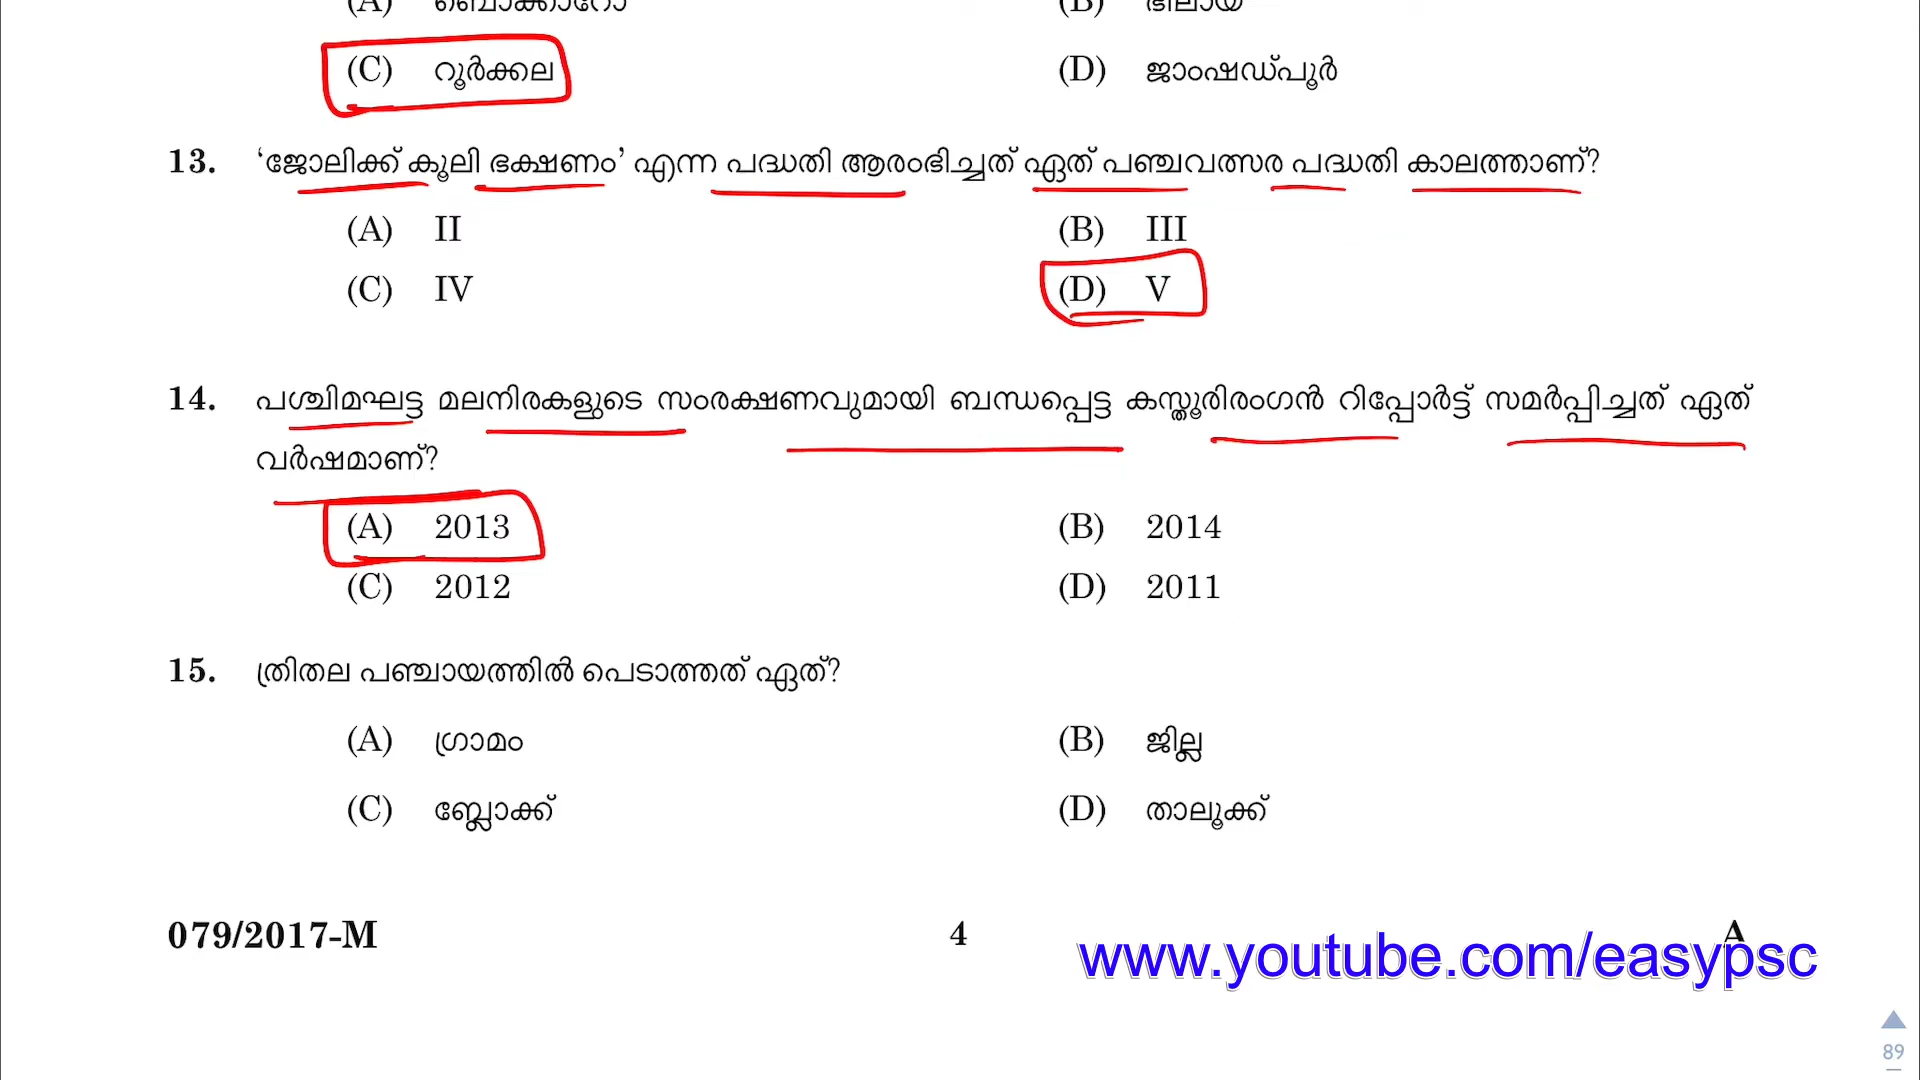 (A) ബൊക്കാറോ (B) ഭിലായ്
(C) റൂർക്കല (D) ജാംഷഡ്പൂർ
13. ‘ജോലിക്ക് കൂലി ഭക്ഷണം’ എന്ന പദ്ധതി ആരംഭിച്ചത് ഏത് പഞ്ചവത്സര പദ്ധതി കാലത്താണ്?
(A) II (B) III
(C) IV (D) V
14. പശ്ചിമഘട്ട മലനിരകളുടെ സംരക്ഷണവുമായി ബന്ധപ്പെട്ട കസ്തൂരിരംഗൻ റിപ്പോർട്ട് സമർപ്പിച്ചത് ഏത്
വർഷമാണ്?
(A) 2013 (B) 2014
(C) 2012 (D) 2011
15. ത്രിതല പഞ്ചായത്തിൽ പെടാത്തത് ഏത്?
(A) ഗ്രാമം (B) ജില്ല
(C) ബ്ലോക്ക് (D) താലൂക്ക്
079/2017-M 4 A
www.youtube.com/easypsc
89